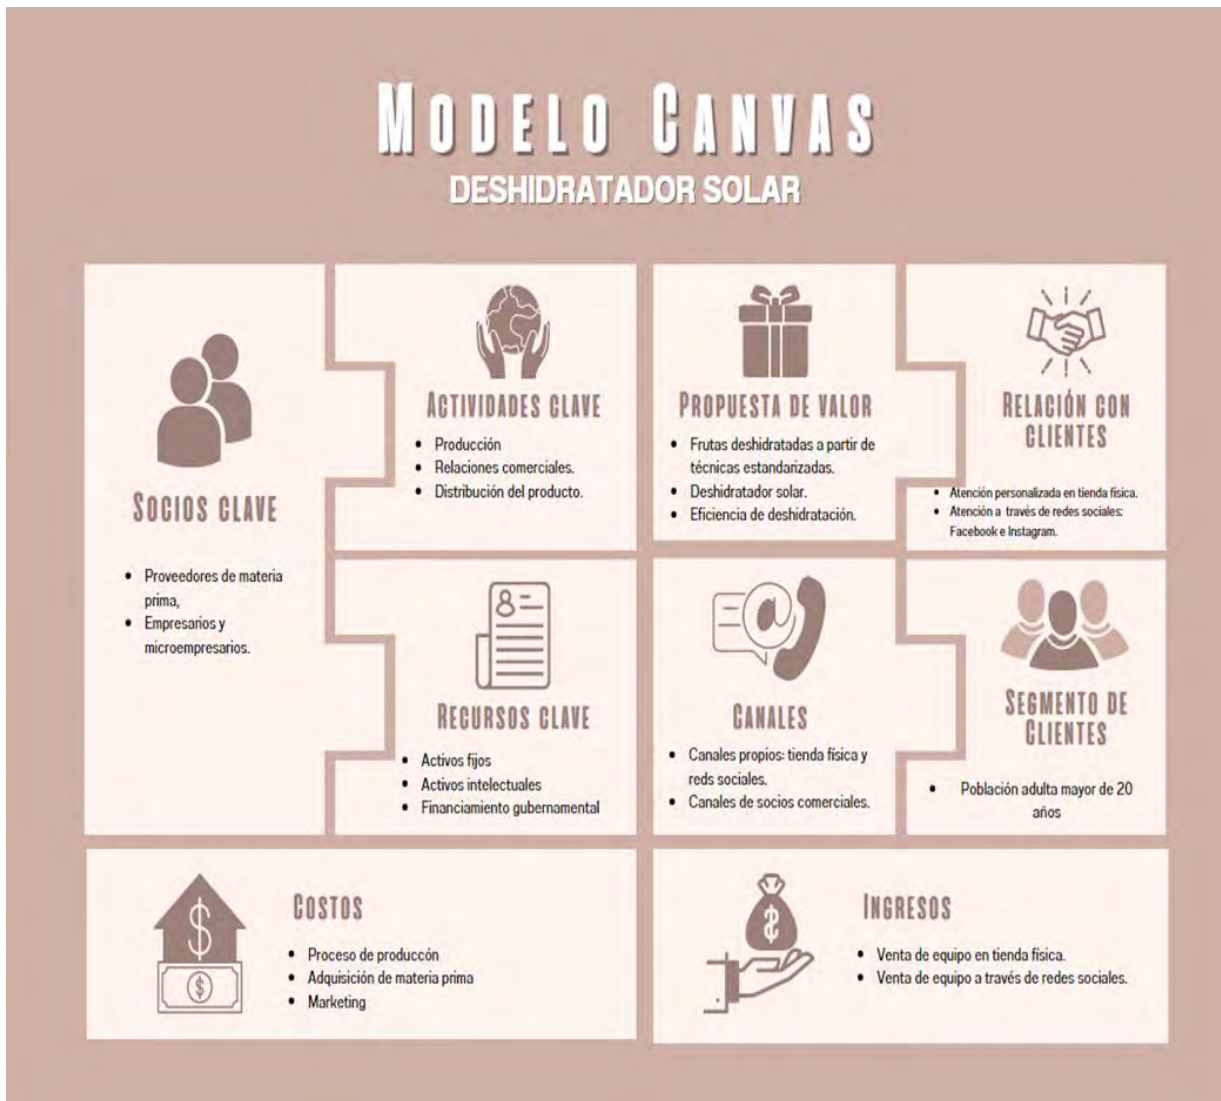 MODELO CANVAS
DESHIDRATADOR SOLAR
SOCIOS CLAVE
• Proveedores de materia
prima,
• Empresarios y
microempresarios.
ACTIVIDADES CLAVE
• Producción
• Relaciones comerciales.
• Distribución del producto.
RECURSOS CLAVE
• Activos fijos
• Activos intelectuales
• Financiamiento gubernamental
PROPUESTA DE VALOR
• Frutas deshidratadas a partir de
técnicas estandarizadas.
• Deshidratador solar.
• Eficiencia de deshidratación.
CANALES
• Canales propios: tienda física y
reds sociales.
• Canales de socios comerciales.
RELACIÓN CON
CLIENTES
• Atención personalizada en tienda física.
• Atención a través de redes sociales:
Facebook e Instagram.
SEGMENTO DE
CLIENTES
• Población adulta mayor de 20
años
COSTOS
• Proceso de produccón
• Adquisición de materia prima
• Marketing
INGRESOS
• Venta de equipo en tienda física.
• Venta de equipo a través de redes sociales.